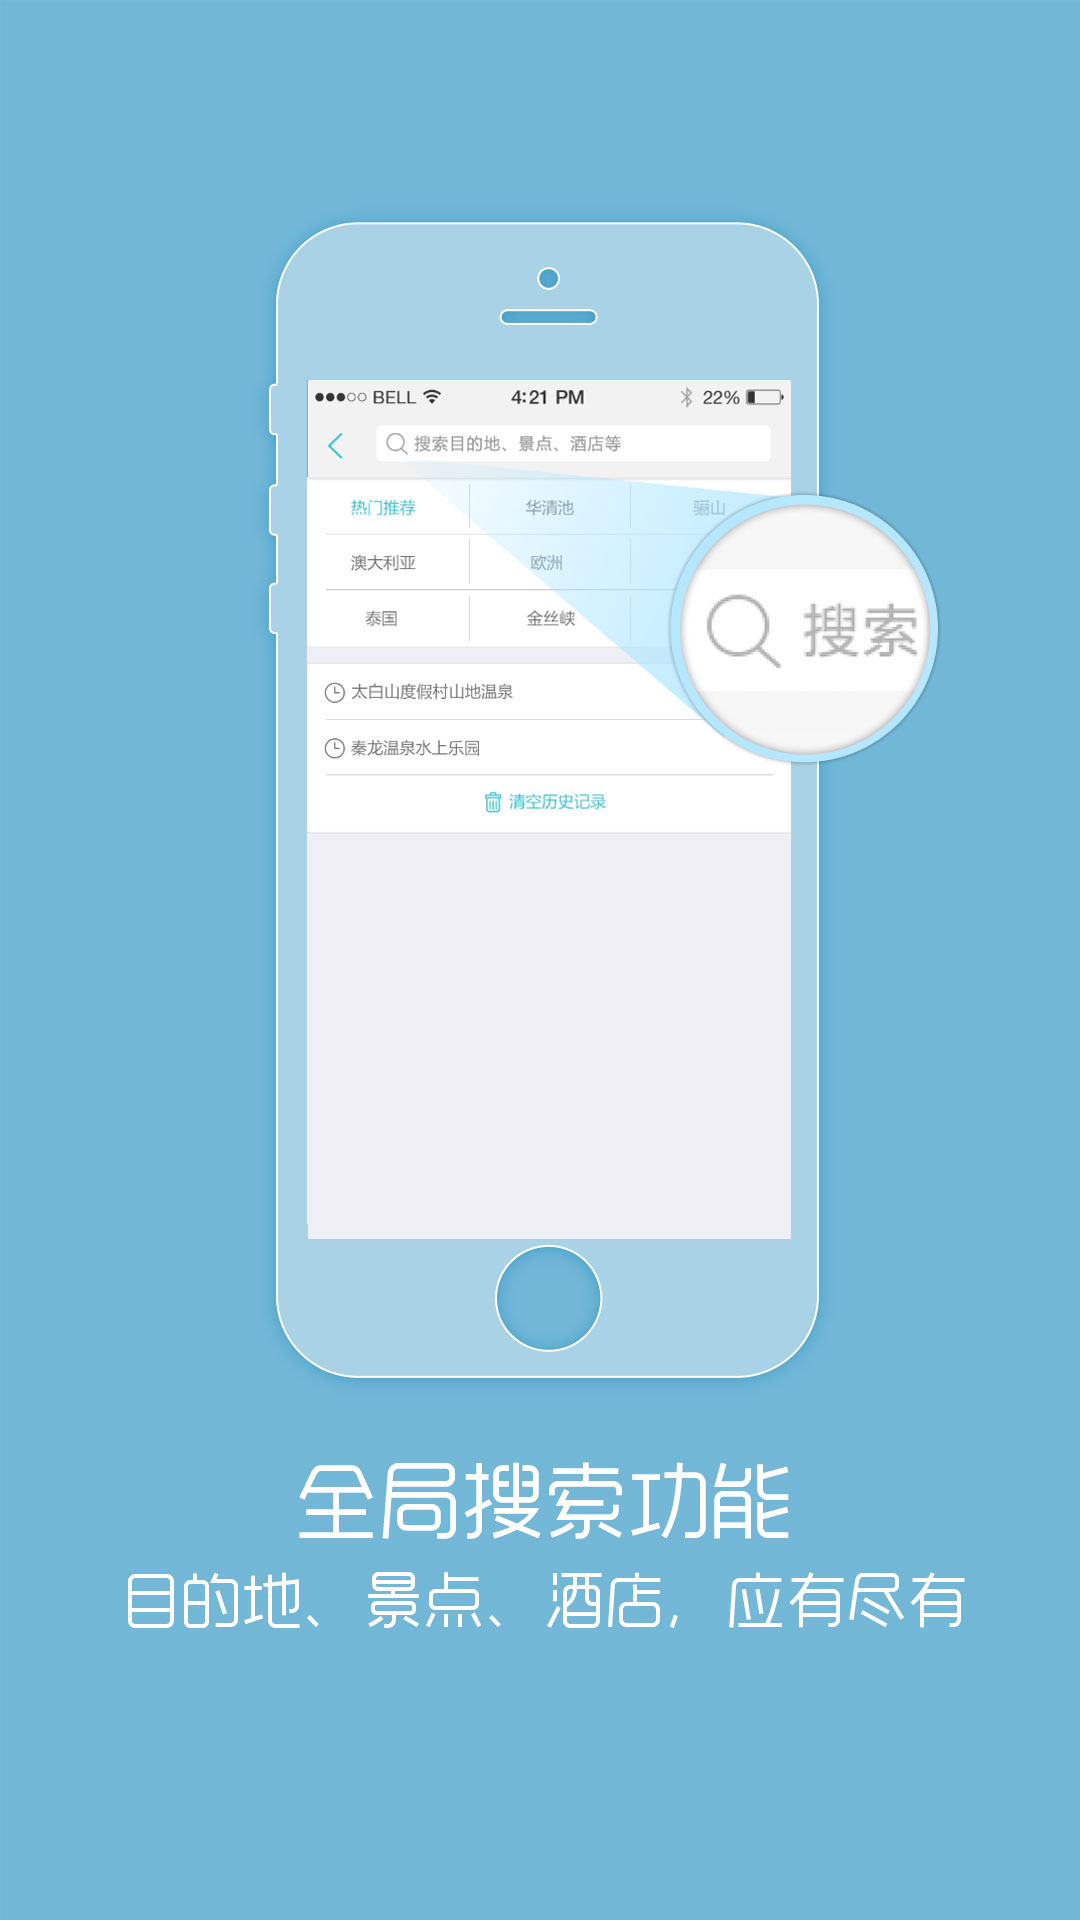 BELL 4:21 PM 22%
搜索目的地、景点、酒店等
热门推荐 华清池 骊山
澳大利亚 欧洲
泰国 金丝峡
搜索
太白山度假村山地温泉
秦龙温泉水上乐园
清空历史记录
全局搜索功能
目的地、景点、酒店，应有尽有